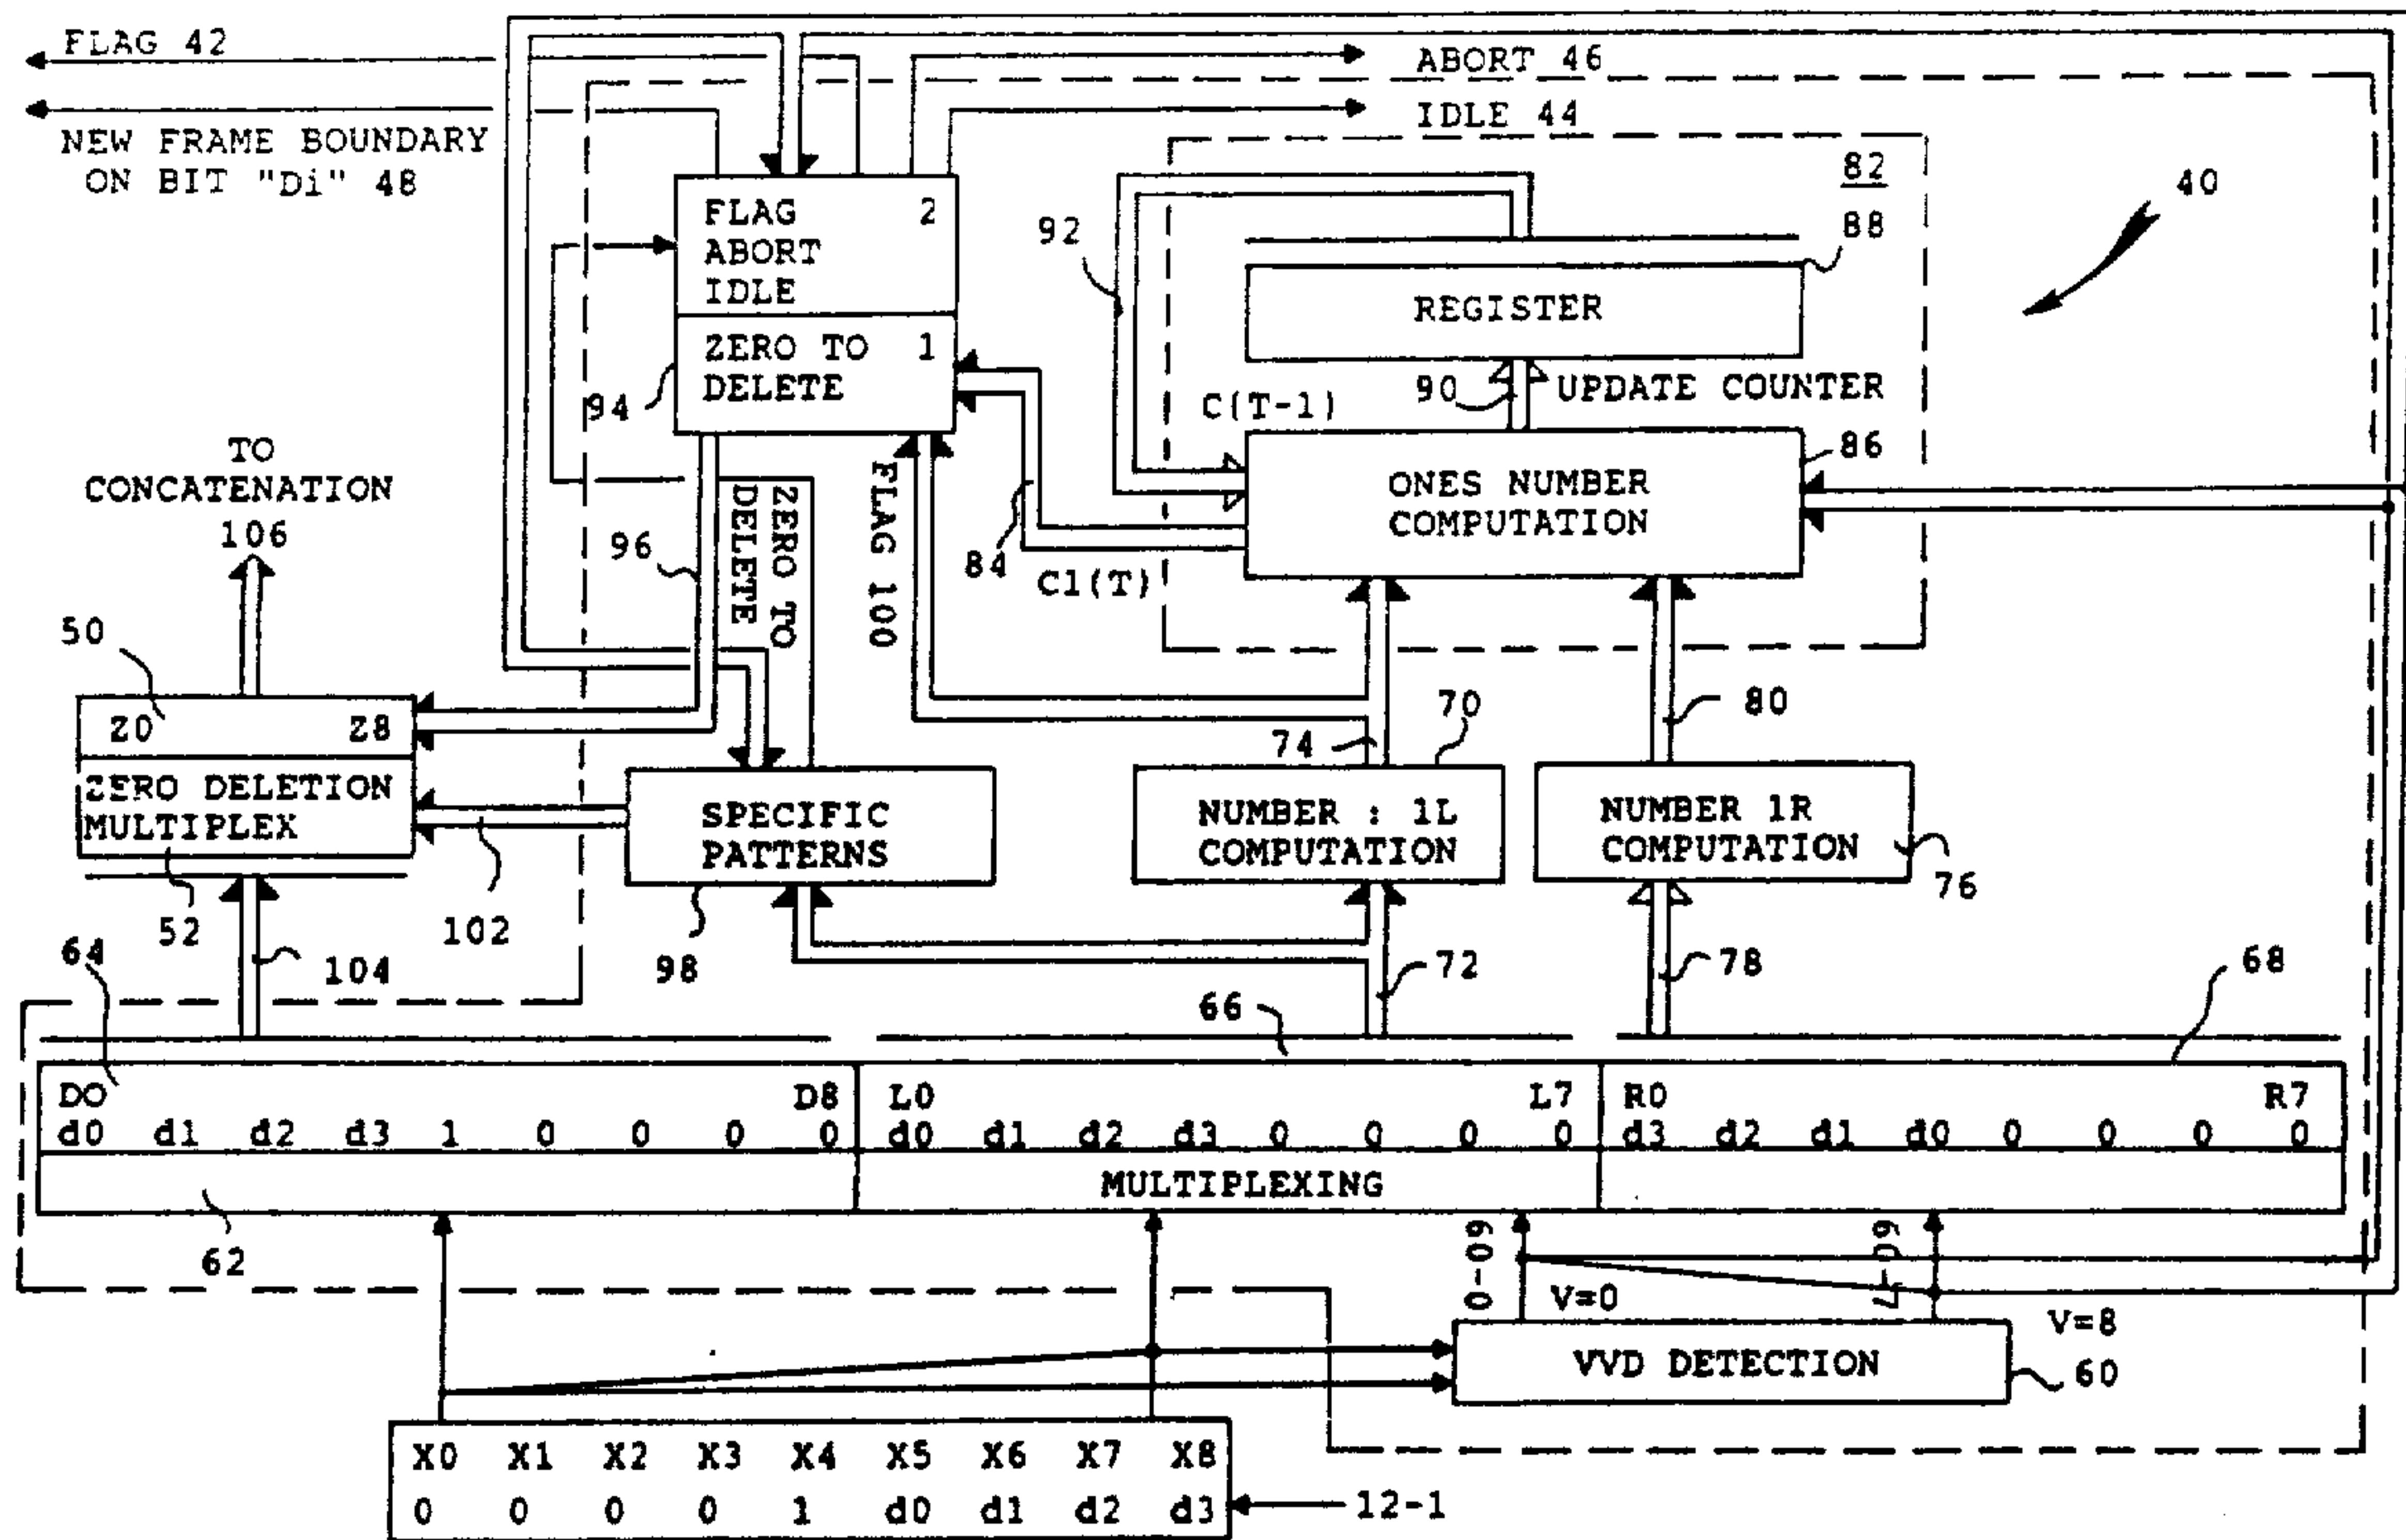 FLAG 42
ABORT 46
IDLE 44
NEW FRAME BOUNDARY
ON BIT "Di" 48
82
40
88
FLAG 2
ABORT
IDLE
92
REGISTER
ZERO TO 1
DELETE
94
90
UPDATE COUNTER
C(T-1)
86
TO
CONCATENATION
106
ZERO TO
DELETE
FLAG 100
ONES NUMBER
COMPUTATION
96
84
C1(T)
50
Z0 Z8
ZERO DELETION
MULTIPLEX
52
102
SPECIFIC
PATTERNS
98
74
70
NUMBER : 1L
COMPUTATION
80
NUMBER 1R
COMPUTATION
76
64
104
72
78
68
66
DO D8 L0 L7 R0 R7
d0 d1 d2 d3 1 0 0 0 0 d0 d1 d2 d3 0 0 0 0 d3 d2 d1 d0 0 0 0 0
MULTIPLEXING
62
60-0
60-7
V=0
V=8
VVD DETECTION
60
X0 X1 X2 X3 X4 X5 X6 X7 X8
0 0 0 0 1 d0 d1 d2 d3
12-1